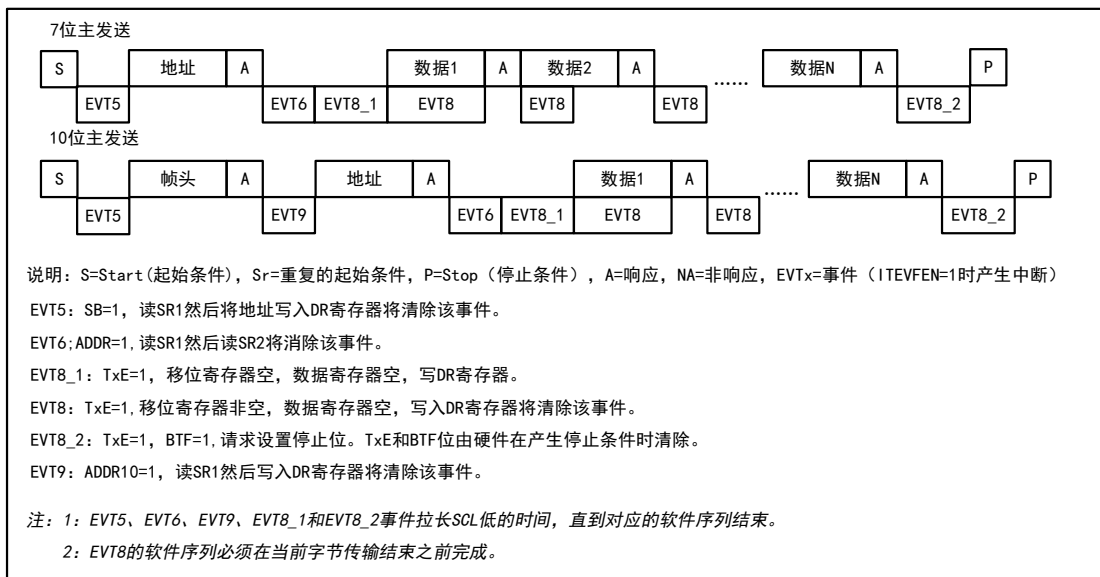 7位主发送
S 地址 A 数据1 A 数据2 A …… 数据N A P
EVT5 EVT6 EVT8_1 EVT8 EVT8 EVT8 EVT8_2
10位主发送
S 帧头 A 地址 A 数据1 A …… 数据N A P
EVT5 EVT9 EVT6 EVT8_1 EVT8 EVT8 EVT8_2
说明：S=Start(起始条件)，Sr=重复的起始条件，P=Stop（停止条件），A=响应，NA=非响应，EVTx=事件（ITEVFEN=1时产生中断）
EVT5：SB=1，读SR1然后将地址写入DR寄存器将清除该事件。
EVT6;ADDR=1,读SR1然后读SR2将消除该事件。
EVT8_1：TxE=1，移位寄存器空，数据寄存器空，写DR寄存器。
EVT8：TxE=1,移位寄存器非空，数据寄存器空，写入DR寄存器将清除该事件。
EVT8_2：TxE=1，BTF=1,请求设置停止位。TxE和BTF位由硬件在产生停止条件时清除。
EVT9：ADDR10=1，读SR1然后写入DR寄存器将清除该事件。
注：1：EVT5、EVT6、EVT9、EVT8_1和EVT8_2事件拉长SCL低的时间，直到对应的软件序列结束。
2：EVT8的软件序列必须在当前字节传输结束之前完成。